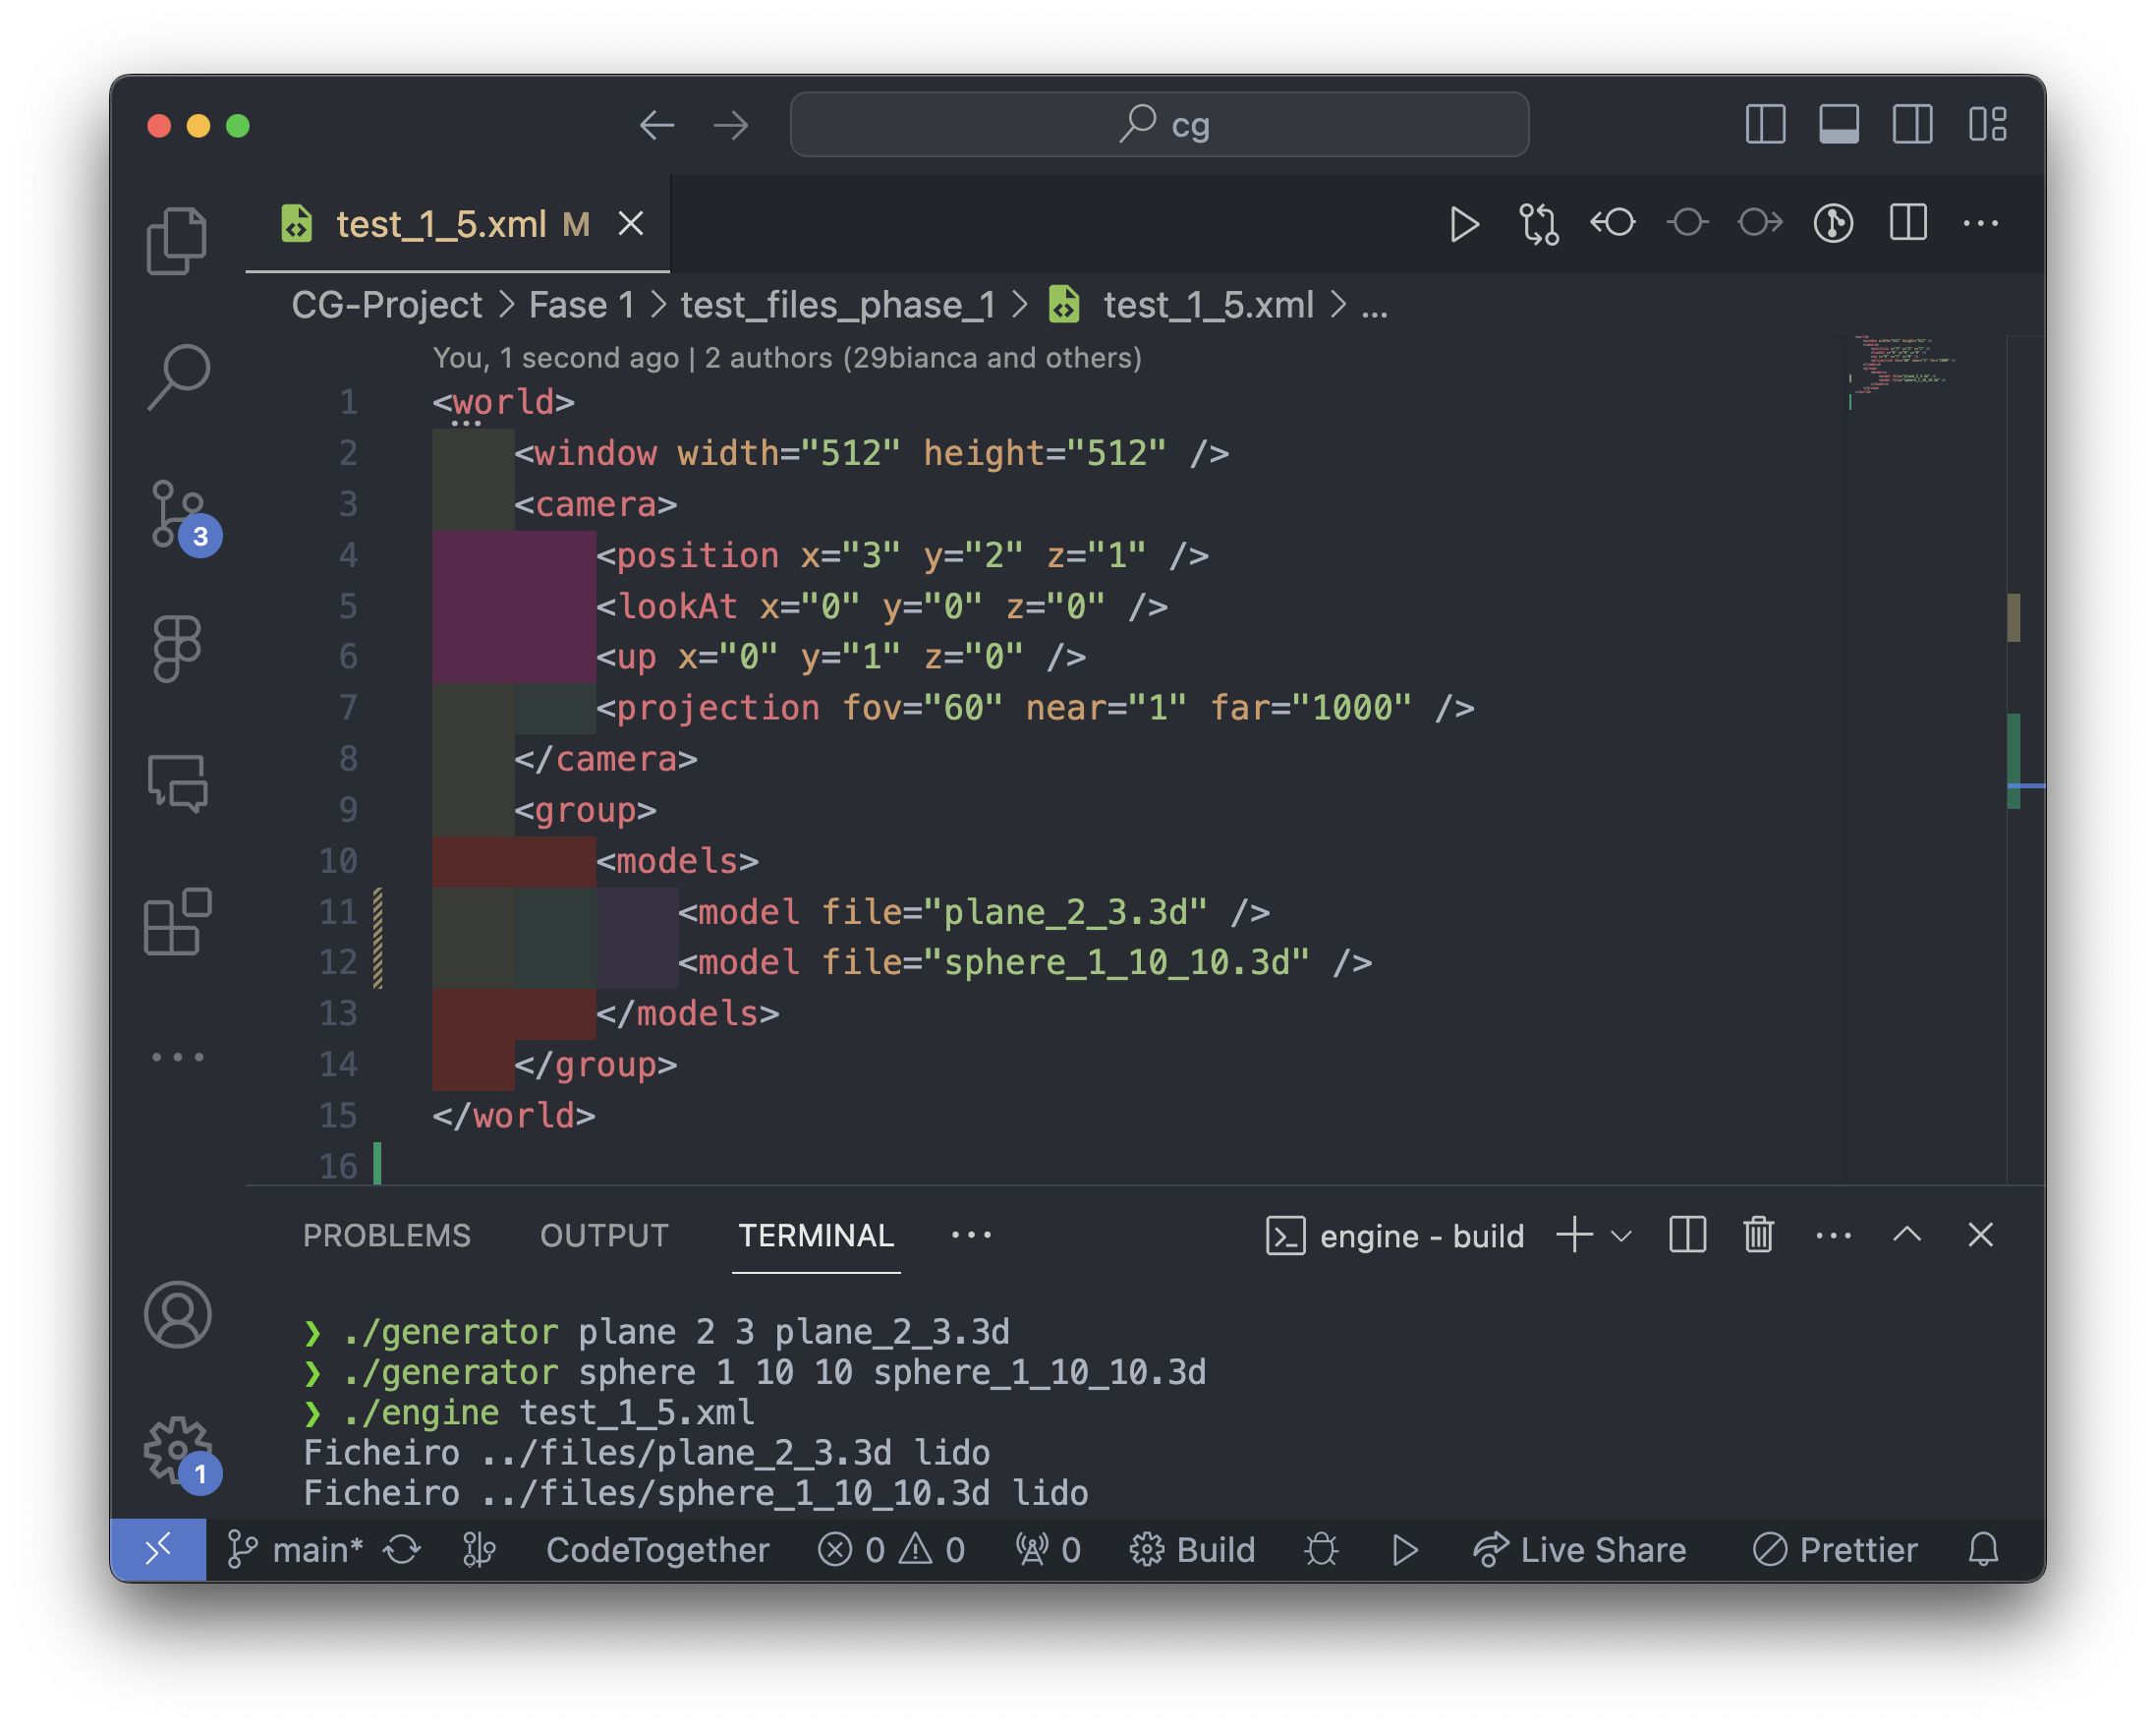 cg
test_1_5.xml M
CG-Project > Fase 1 > test_files_phase_1 > test_1_5.xml > ...
You, 1 second ago | 2 authors (29bianca and others)
1 <world>
2 <window width="512" height="512" />
3 <camera>
4 <position x="3" y="2" z="1" />
5 <lookAt x="0" y="0" z="0" />
6 <up x="0" y="1" z="0" />
7 <projection fov="60" near="1" far="1000" />
8 </camera>
9 <group>
10 <models>
11 <model file="plane_2_3.3d" />
12 <model file="sphere_1_10_10.3d" />
13 </models>
14 </group>
15 </world>
16
3
1
PROBLEMS OUTPUT TERMINAL ... engine - build
❯ ./generator plane 2 3 plane_2_3.3d
❯ ./generator sphere 1 10 10 sphere_1_10_10.3d
❯ ./engine test_1_5.xml
Ficheiro ../files/plane_2_3.3d lido
Ficheiro ../files/sphere_1_10_10.3d lido
main* CodeTogether 0 0 0 Build Live Share Prettier